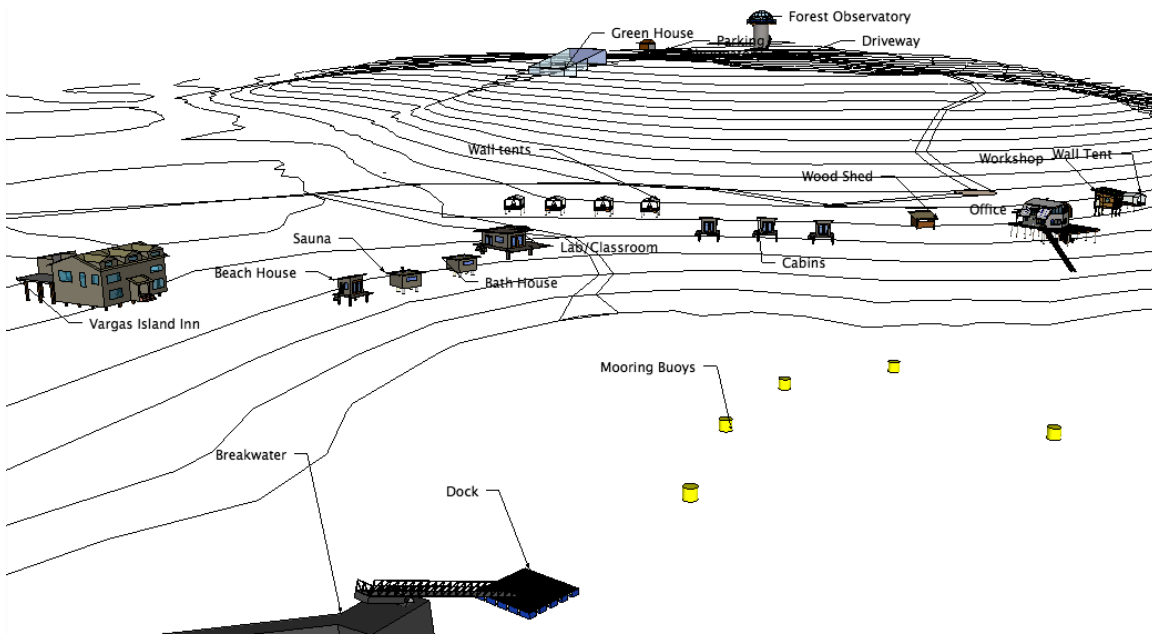 Forest Observatory
Green House
Parking
Driveway
Wall tents
Workshop
Wall Tent
Wood Shed
Office
Sauna
Lab/Classroom
Beach House
Cabins
Bath House
Vargas Island Inn
Mooring Buoys
Breakwater
Dock